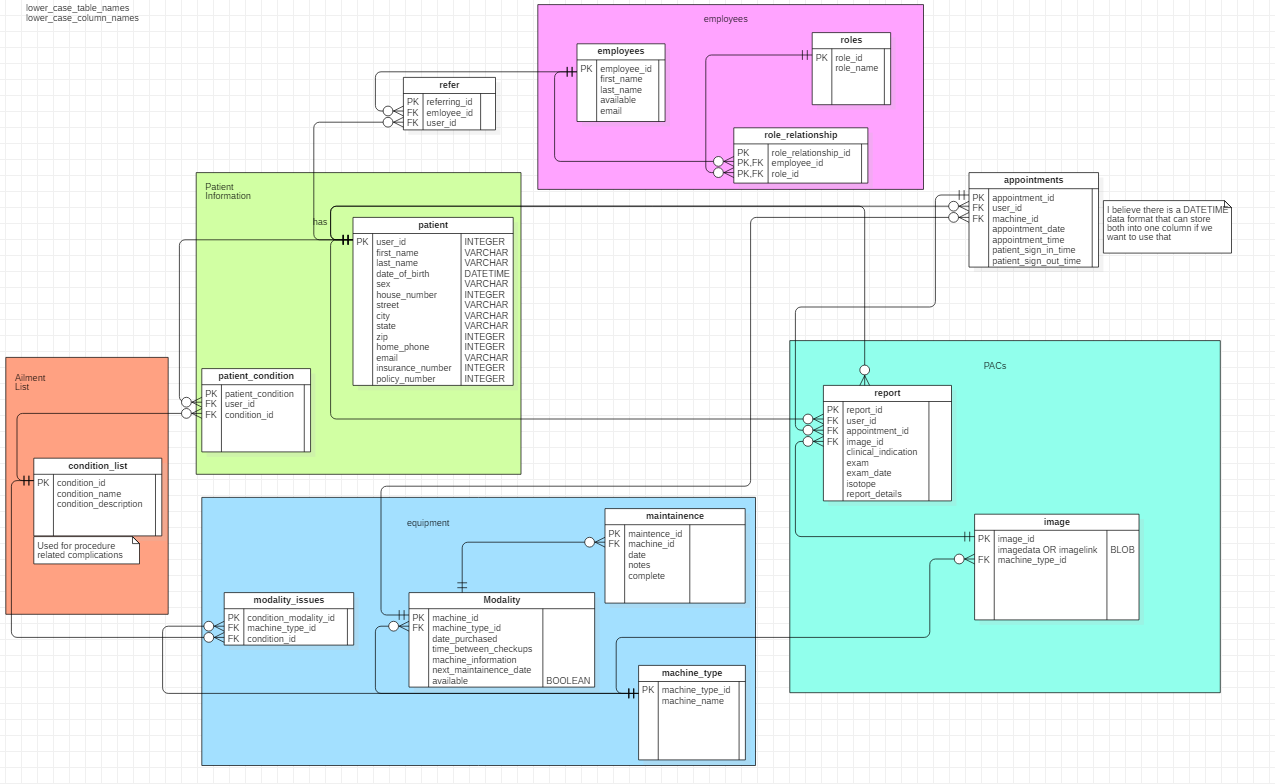 lower_case_table_names
lower_case_column_names
employees
employees
PK employee_id
first_name
last_name
available
email
roles
PK role_id
role_name
role_relationship
PK role_relationship_id
PK,FK employee_id
PK,FK role_id
refer
PK referring_id
FK emloyee_id
FK user_id
Patient
Information
has
patient
PK user_id INTEGER
first_name VARCHAR
last_name VARCHAR
date_of_birth DATETIME
sex VARCHAR
house_number INTEGER
street VARCHAR
city VARCHAR
state VARCHAR
zip INTEGER
home_phone INTEGER
email VARCHAR
insurance_number INTEGER
policy_number INTEGER
patient_condition
PK patient_condition
FK user_id
FK condition_id
appointments
PK appointment_id
FK user_id
FK machine_id
appointment_date
appointment_time
patient_sign_in_time
patient_sign_out_time
I believe there is a DATETIME
data format that can store
both into one column if we
want to use that
Ailment
List
condition_list
PK condition_id
condition_name
condition_description
Used for procedure
related complications
PACs
report
PK report_id
FK user_id
FK appointment_id
FK image_id
clinical_indication
exam
exam_date
isotope
report_details
image
PK image_id
imagedata OR imagelink BLOB
FK machine_type_id
equipment
maintainence
PK maintence_id
FK machine_id
date
notes
complete
modality_issues
PK condition_modality_id
FK machine_type_id
FK condition_id
Modality
PK machine_id
FK machine_type_id
date_purchased
time_between_checkups
machine_information
next_maintainence_date
available BOOLEAN
machine_type
PK machine_type_id
machine_name